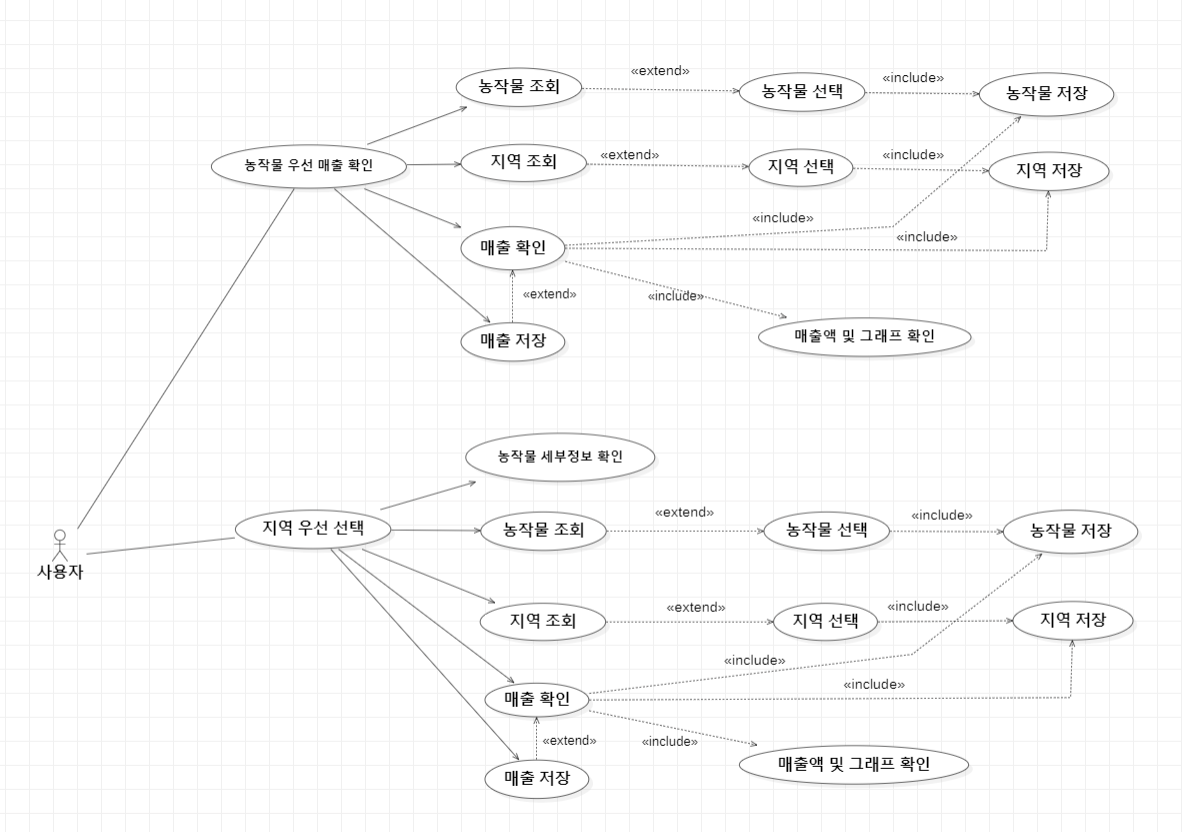 농작물 조회
«extend»
농작물 선택
«include»
농작물 저장
농작물 우선 매출 확인
지역 조회
«extend»
지역 선택
«include»
지역 저장
매출 확인
«include»
«include»
«extend»
«include»
매출 저장
매출액 및 그래프 확인
농작물 세부정보 확인
사용자
지역 우선 선택
농작물 조회
«extend»
농작물 선택
«include»
농작물 저장
지역 조회
«extend»
지역 선택
«include»
지역 저장
매출 확인
«include»
«include»
«extend»
«include»
매출 저장
매출액 및 그래프 확인